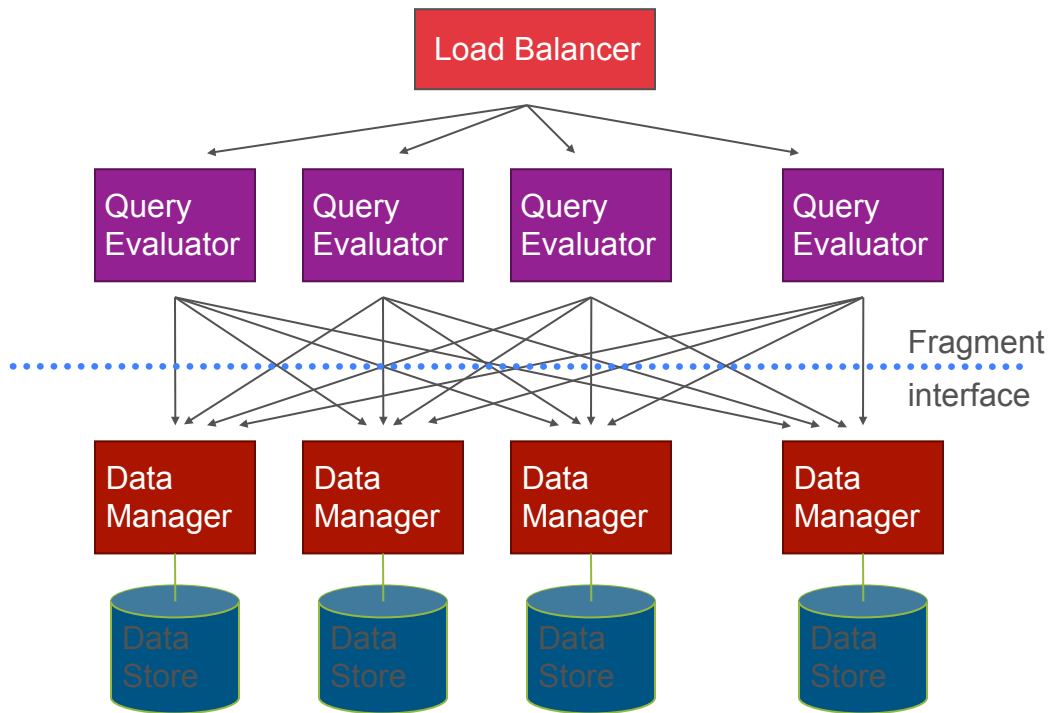 Load Balancer
Query
Evaluator
Query
Evaluator
Query
Evaluator
Query
Evaluator
Fragment
interface
Data
Manager
Data
Manager
Data
Manager
Data
Manager
Data
Store
Data
Store
Data
Store
Data
Store